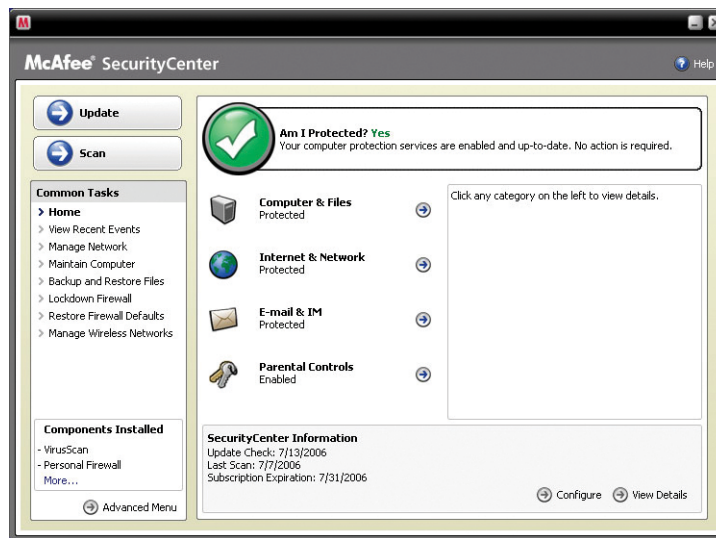 McAfee® SecurityCenter
Help
Update
Scan
Common Tasks
> Home
> View Recent Events
> Manage Network
> Maintain Computer
> Backup and Restore Files
> Lockdown Firewall
> Restore Firewall Defaults
> Manage Wireless Networks
Components Installed
- VirusScan
- Personal Firewall
More...
Advanced Menu
Am I Protected? Yes
Your computer protection services are enabled and up-to-date. No action is required.
Computer & Files
Protected
Internet & Network
Protected
E-mail & IM
Protected
Parental Controls
Enabled
Click any category on the left to view details.
SecurityCenter Information
Update Check: 7/13/2006
Last Scan: 7/7/2006
Subscription Expiration: 7/31/2006
Configure
View Details